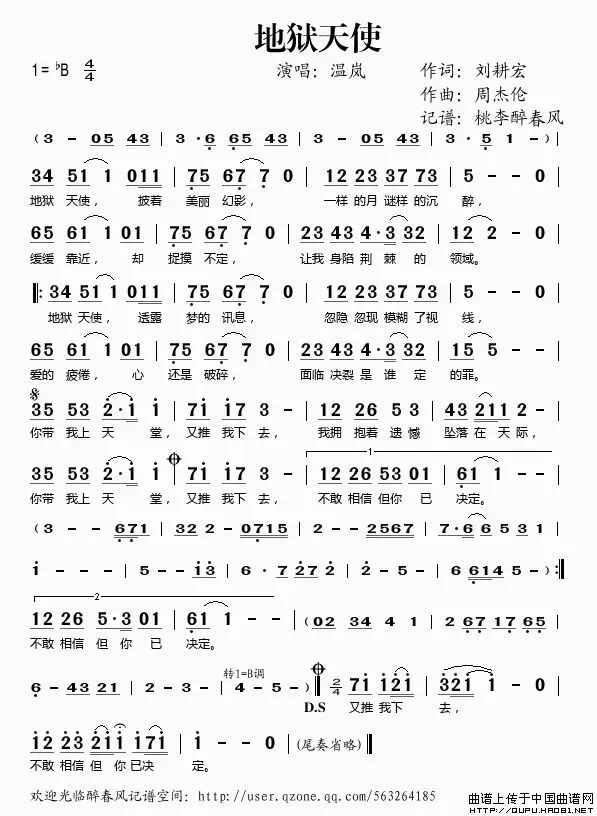 地狱天使
1= ♭B 4/4 演唱：温岚 作词：刘耕宏
作曲：周杰伦
记谱：桃李醉春风
( 3 - 05 43 | 3 · 6 65 43 | 3 - 05 43 | 3 · 5 1 - )
34 51 1 011 | 75 67 7 0 | 12 23 37 73 | 5 - - 0
地狱 天使， 披着 美丽 幻影， 一样 的月 谜样 的沉 醉，
65 61 1 01 | 75 67 7 0 | 23 43 4·3 32 | 12 2 - 0
缓缓 靠近， 却 捉摸 不定， 让我 身陷 荆 棘 的 领域。
‖: 34 51 1 011 | 75 67 7 0 | 12 23 37 73 | 5 - - 0
地狱 天使， 透露 梦的 讯息， 忽隐 忽现 模糊 了视 线，
65 61 1 01 | 75 67 7 0 | 23 43 4·3 32 | 15 5 - 0
爱的 疲倦， 心 还是 破碎， 面临 决裂 是 谁 定 的罪。
35 53 2·1 1 | 71 17 3 - | 12 26 5 3 | 43 211 2 -
你带 我上 天 堂， 又推 我下 去， 我拥 抱着 遗 憾 坠落 在 天际，
1
35 53 2·1 1 | 71 17 3 - | 12 26 53 01 | 61 1 - 0
你带 我上 天 堂， 又推 我下 去， 不敢 相信 但你 已 决定。
( 3 - - 671 | 32 2 - 0715 | 2 - - 2567 | 7·6 6 5 3 1 |
1 - - - | 5 - - 13 | 6 · 7 27 2 | 2 - 5 - | 6 614 5 - ) :‖
2
12 26 5·3 01 | 61 1 - - | ( 02 34 4 1 | 2 67 17 65 |
不敢 相信 但 你 已 决定。
转1=B调
6 - 43 21 | 2 - 3 - | 4 - 5 - ) ‖ 2/4 71 121 | 321 1 - 0
D.S 又推 我下 去，
12 23 211 171 | 1 - - 0 | (尾奏省略) ‖
不敢 相信 但你 已决 定。
欢迎光临醉春风记谱空间：http://user.qzone.qq.com/563264185
曲谱上传于中国曲谱网
HTTP://QUPU.HAO81.NET